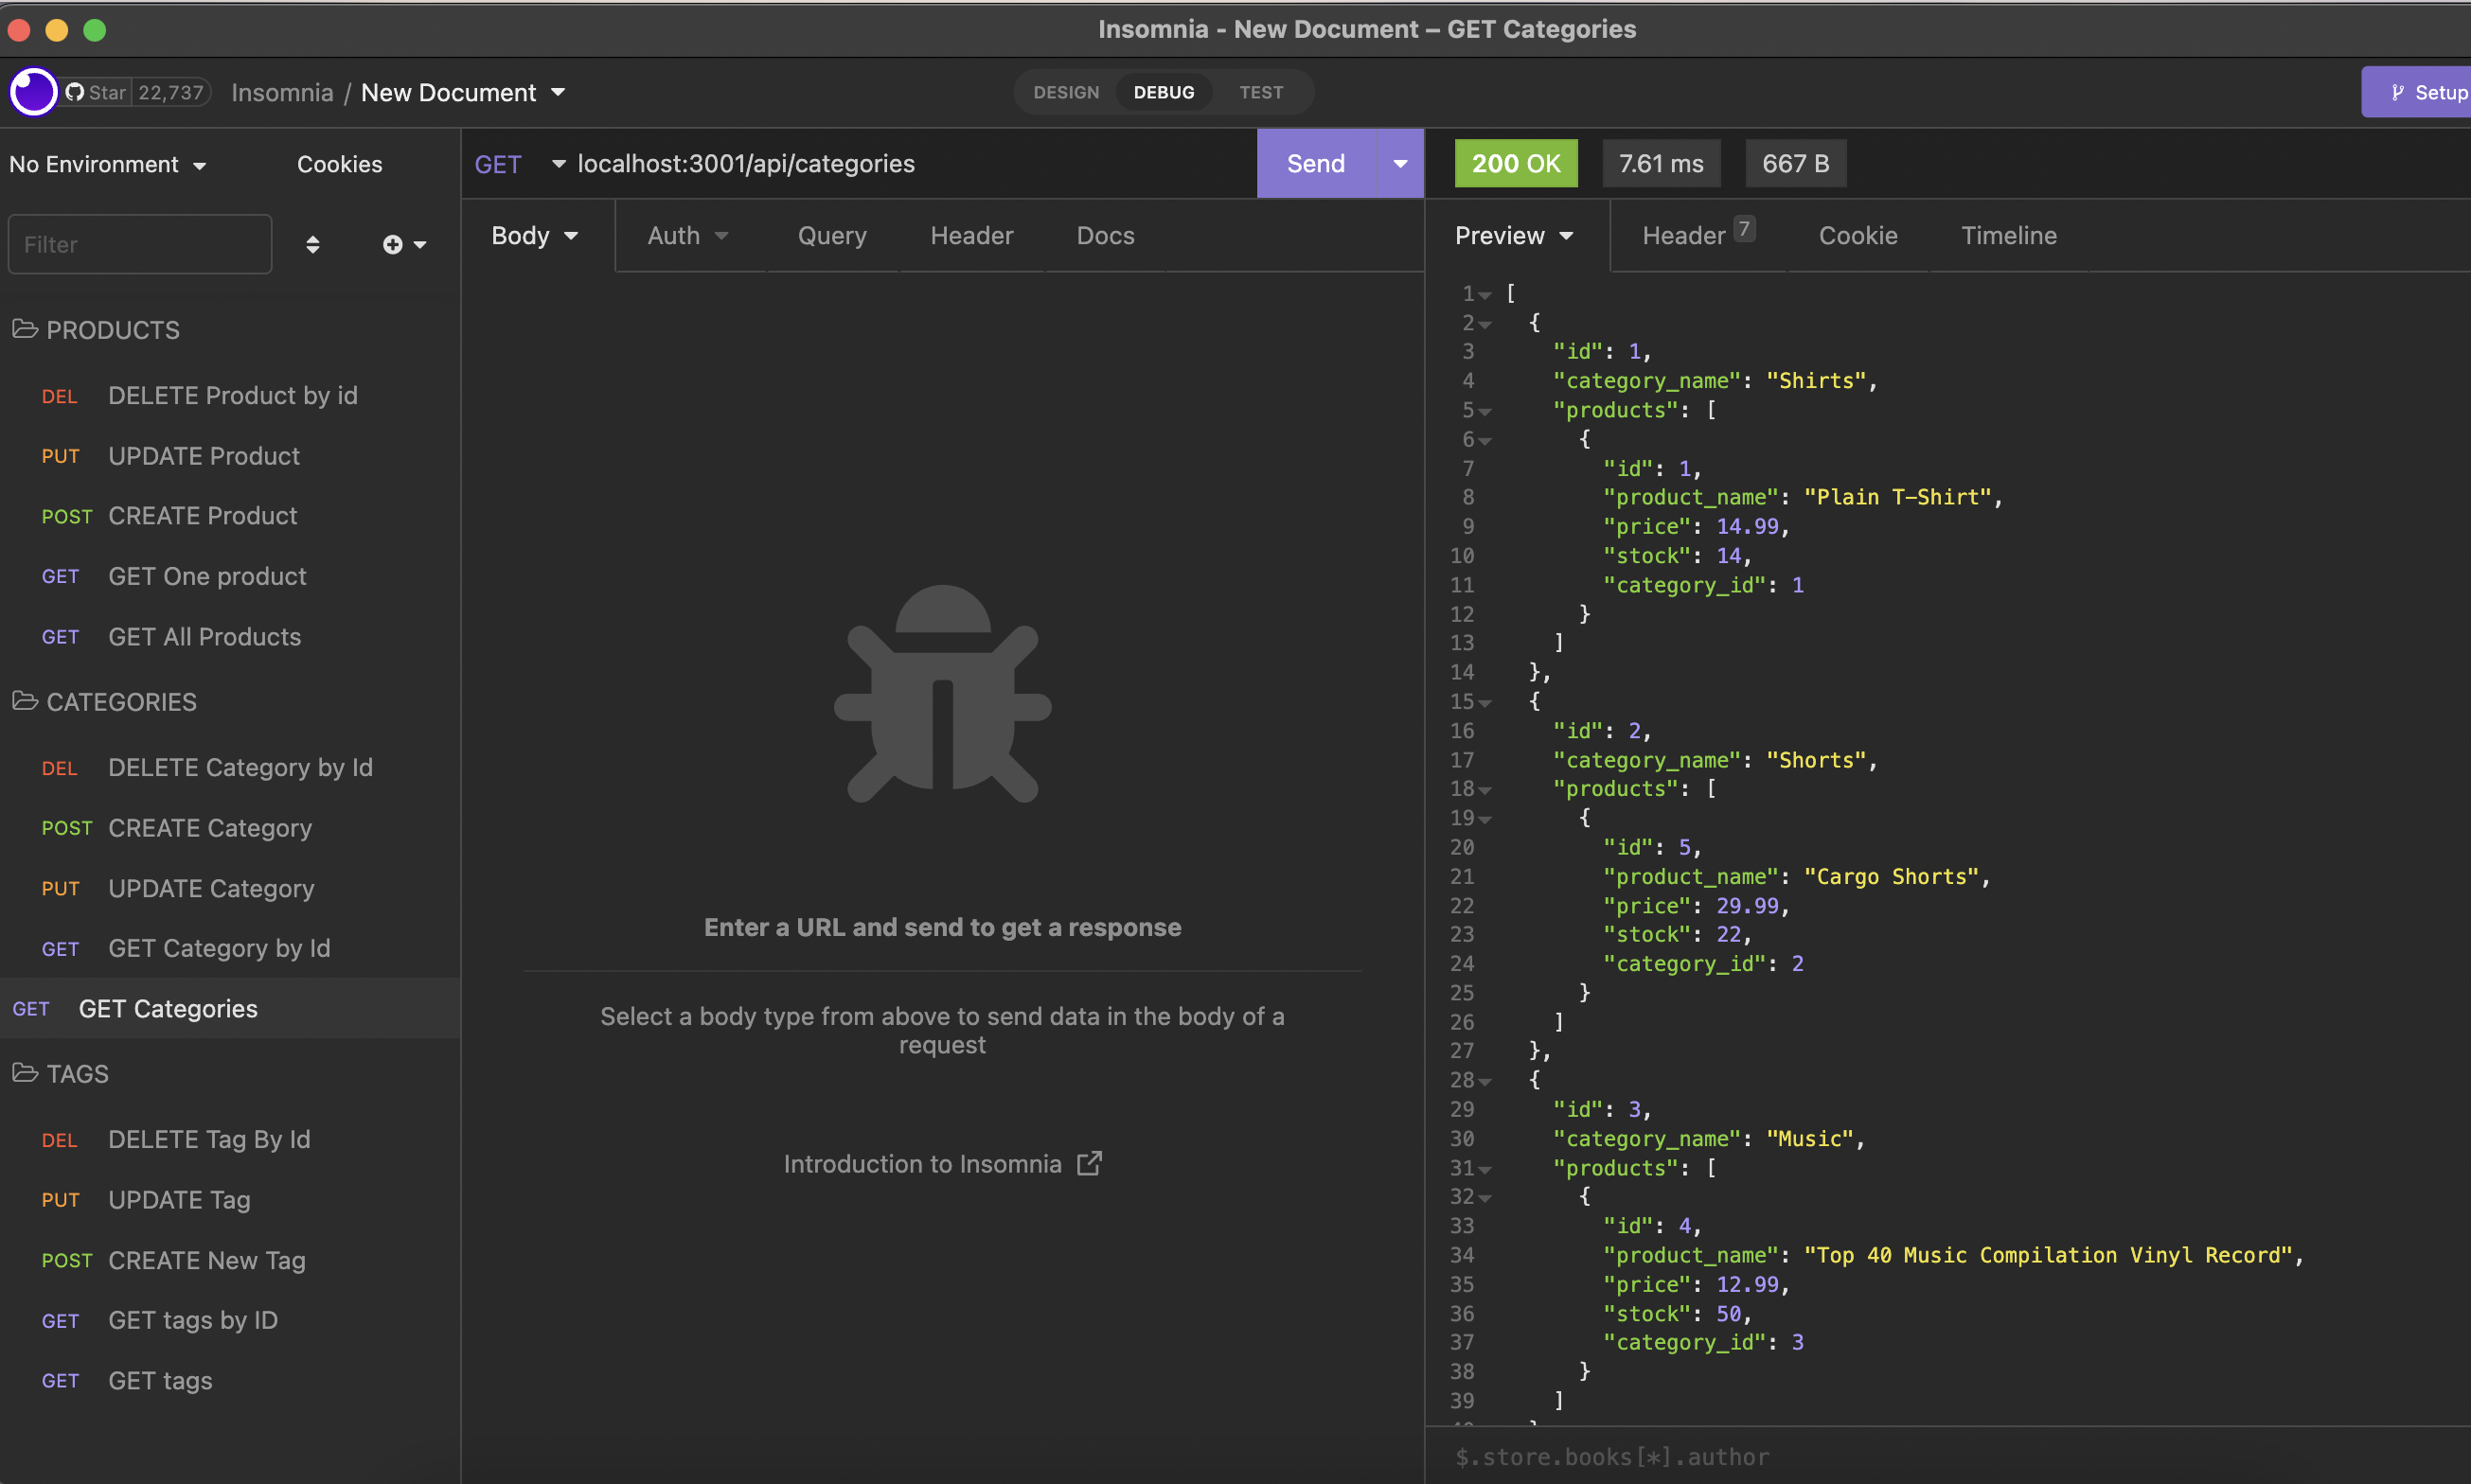 Insomnia - New Document – GET Categories
Star 22,737
Insomnia / New Document
DESIGN DEBUG TEST
Setup
No Environment Cookies
Filter
PRODUCTS
DEL DELETE Product by id
PUT UPDATE Product
POST CREATE Product
GET GET One product
GET GET All Products
CATEGORIES
DEL DELETE Category by Id
POST CREATE Category
PUT UPDATE Category
GET GET Category by Id
GET GET Categories
TAGS
DEL DELETE Tag By Id
PUT UPDATE Tag
POST CREATE New Tag
GET GET tags by ID
GET GET tags
GET localhost:3001/api/categories Send
Body Auth Query Header Docs
Enter a URL and send to get a response
Select a body type from above to send data in the body of a
request
Introduction to Insomnia
200 OK 7.61 ms 667 B
Preview Header 7 Cookie Timeline
1 [
2 {
3 "id": 1,
4 "category_name": "Shirts",
5 "products": [
6 {
7 "id": 1,
8 "product_name": "Plain T-Shirt",
9 "price": 14.99,
10 "stock": 14,
11 "category_id": 1
12 }
13 ]
14 },
15 {
16 "id": 2,
17 "category_name": "Shorts",
18 "products": [
19 {
20 "id": 5,
21 "product_name": "Cargo Shorts",
22 "price": 29.99,
23 "stock": 22,
24 "category_id": 2
25 }
26 ]
27 },
28 {
29 "id": 3,
30 "category_name": "Music",
31 "products": [
32 {
33 "id": 4,
34 "product_name": "Top 40 Music Compilation Vinyl Record",
35 "price": 12.99,
36 "stock": 50,
37 "category_id": 3
38 }
39 ]
$.store.books[*].author